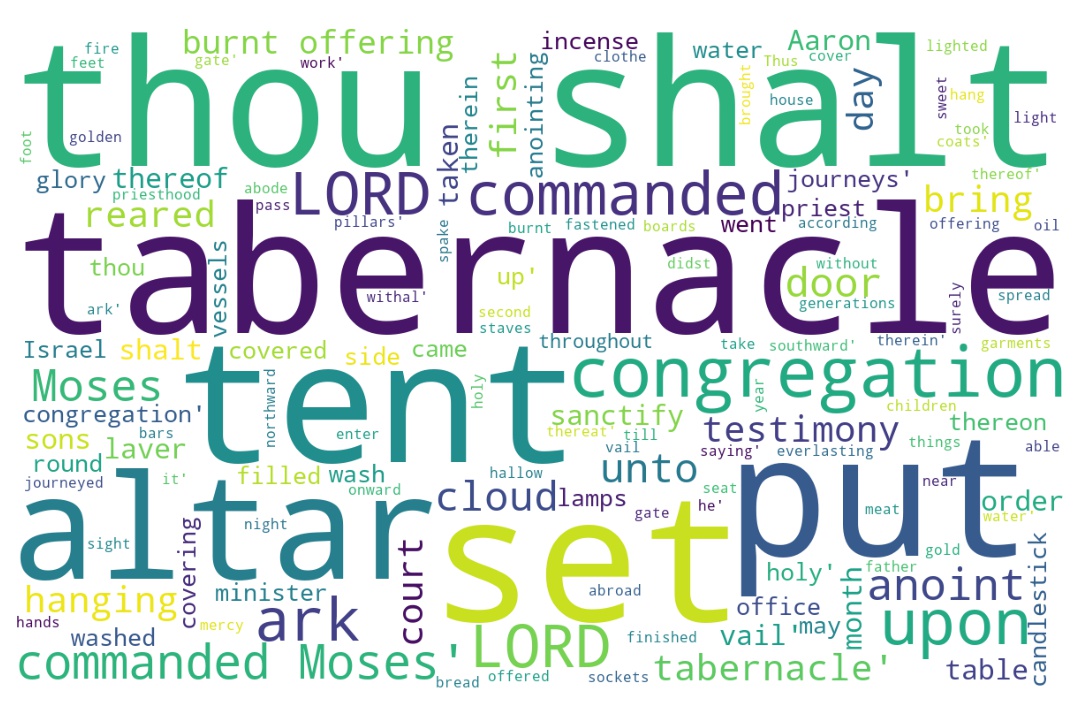 thou shalt
tabernacle
tent
altar
set
put
congregation
commanded
LORD
LORD
commanded Moses'
upon
anoint
ark
cloud
unto
Moses
testimony
door
bring
reared
burnt offering
first
day
Aaron
hanging
court
tabernacle'
sanctify
thereof
glory
incense
water
anointing
therein
taken
journeys'
priest
went'
vessels
thou
up'
Israel
shalt
covered
side
came
throughout
congregation'
sons
laver
round
filled
wash
lamps
thereon
order
holy'
office
month
may
vail'
table
candlestick
minister
covering
washed
fire
feet
gate'
work'
clothe
Thus
cover
lighted
brought
house
sweet
hang
light
took
coats'
foot
golden
priesthood
abode
pass
pillars'
spake
burnt
fastened
boards
according
offering
oil
thereof'
ark'
withal'
second
staves
didst
without
generations
surely
spread
take
southward'
therein'
garments
northward
holy
year
children
bars
enter
thereat'
till
vail
saying'
everlasting
things
able
journeyed
it'
onward
hallow
seat
he'
gate
meat
near
water'
sight
night
gold
father
abroad
hands
mercy
bread
offered
finished
sockets